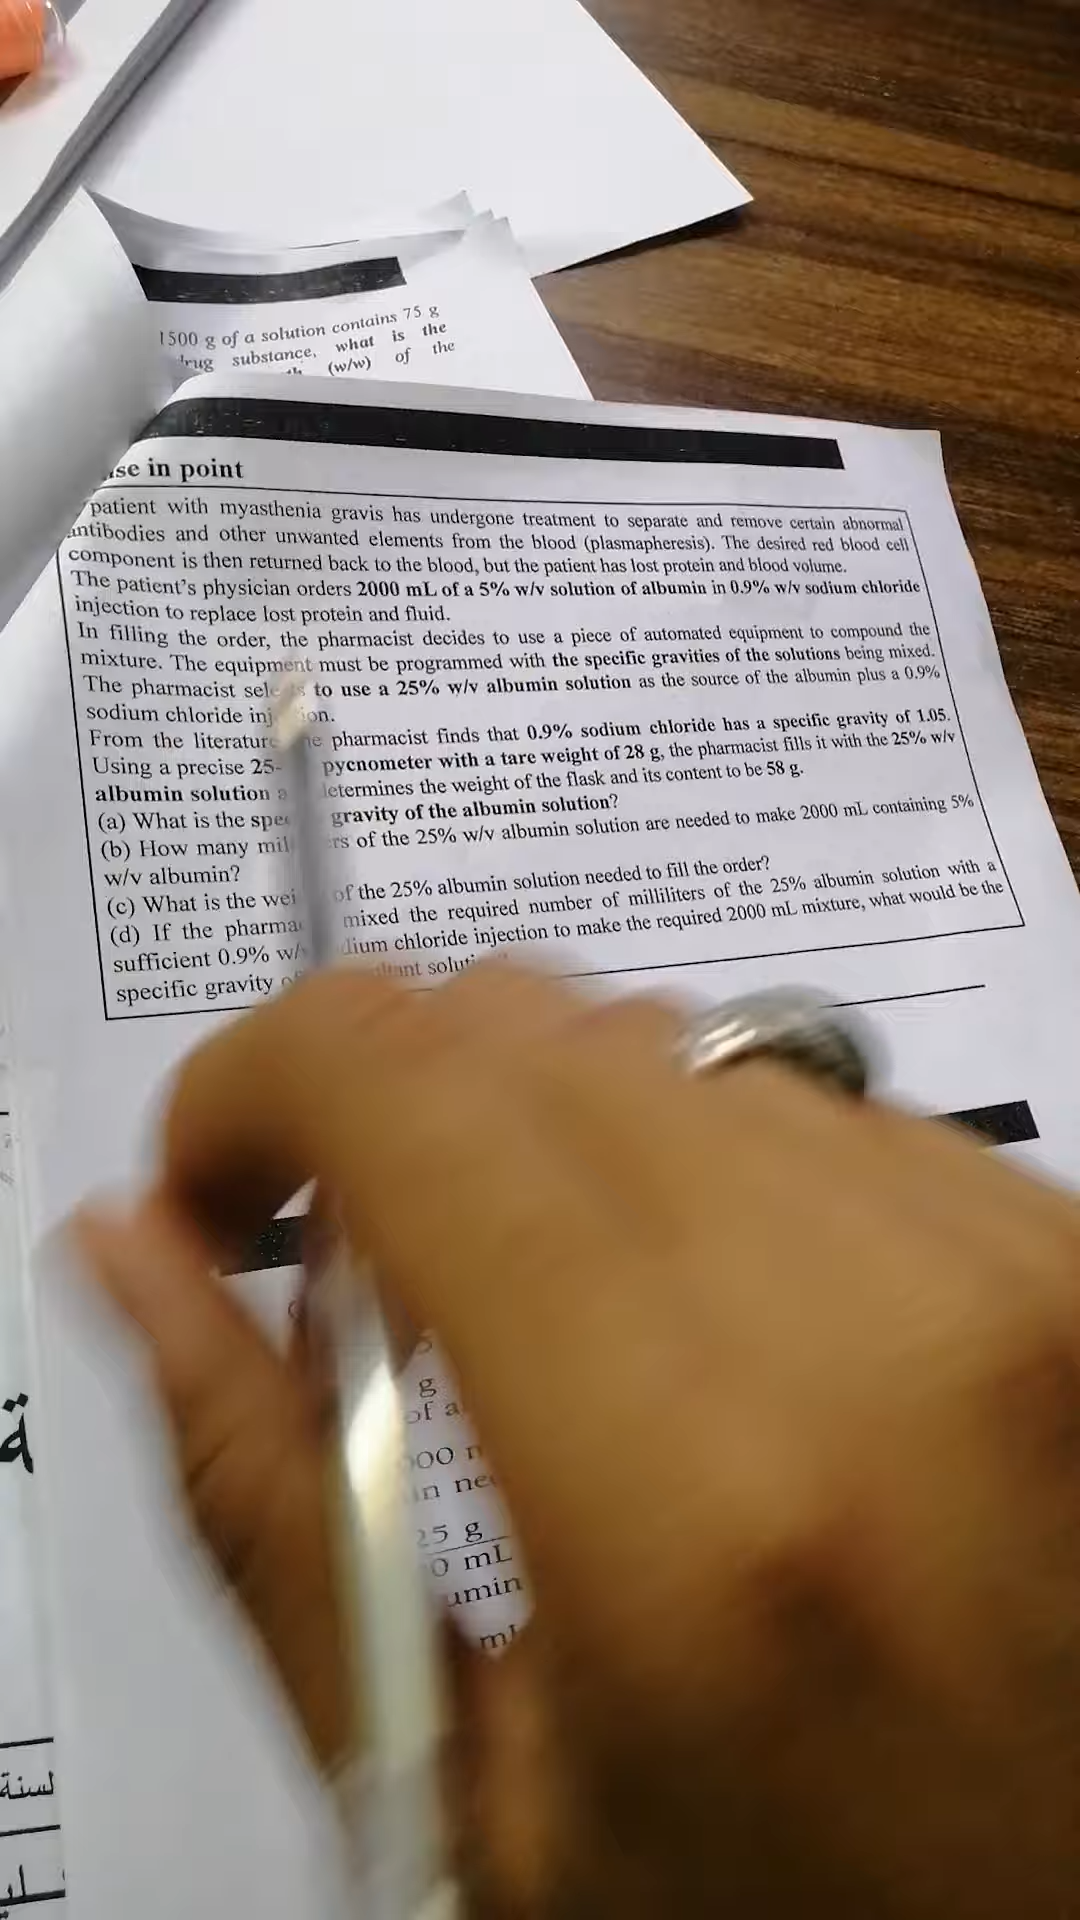 1500 g of a solution contains 75 g
substance, what is the
(w/w) of the
in point
patient with myasthenia gravis has undergone treatment to separate and remove certain abnormal
antibodies and other unwanted elements from the blood (plasmapheresis). The desired red blood cell
component is then returned back to the blood, but the patient has lost protein and blood volume.
The patient's physician orders 2000 mL of a 5% w/v solution of albumin in 0.9% w/v sodium chloride
injection to replace lost protein and fluid.
In filling the order, the pharmacist decides to use a piece of automated equipment to compound the
mixture. The equipment must be programmed with the specific gravities of the solutions being mixed.
The pharmacist to use a 25% w/v albumin solution as the source of the albumin plus a 0.9%
sodium chloride
From the literature pharmacist finds that 0.9% sodium chloride has a specific gravity of 1.05.
Using a precise 25- pycnometer with a tare weight of 28 g, the pharmacist fills it with the 25% w/v
albumin solution determines the weight of the flask and its content to be 58 g.
(a) What is the gravity of the albumin solution?
(b) How many of the 25% w/v albumin solution are needed to make 2000 mL containing 5%
w/v albumin?
(c) What is the of the 25% albumin solution needed to fill the order?
(d) If the mixed the required number of milliliters of the 25% albumin solution with a
sufficient 0.9% chloride injection to make the required 2000 mL mixture, what would be the
specific gravity
g
of
25 g
mL
لسنة